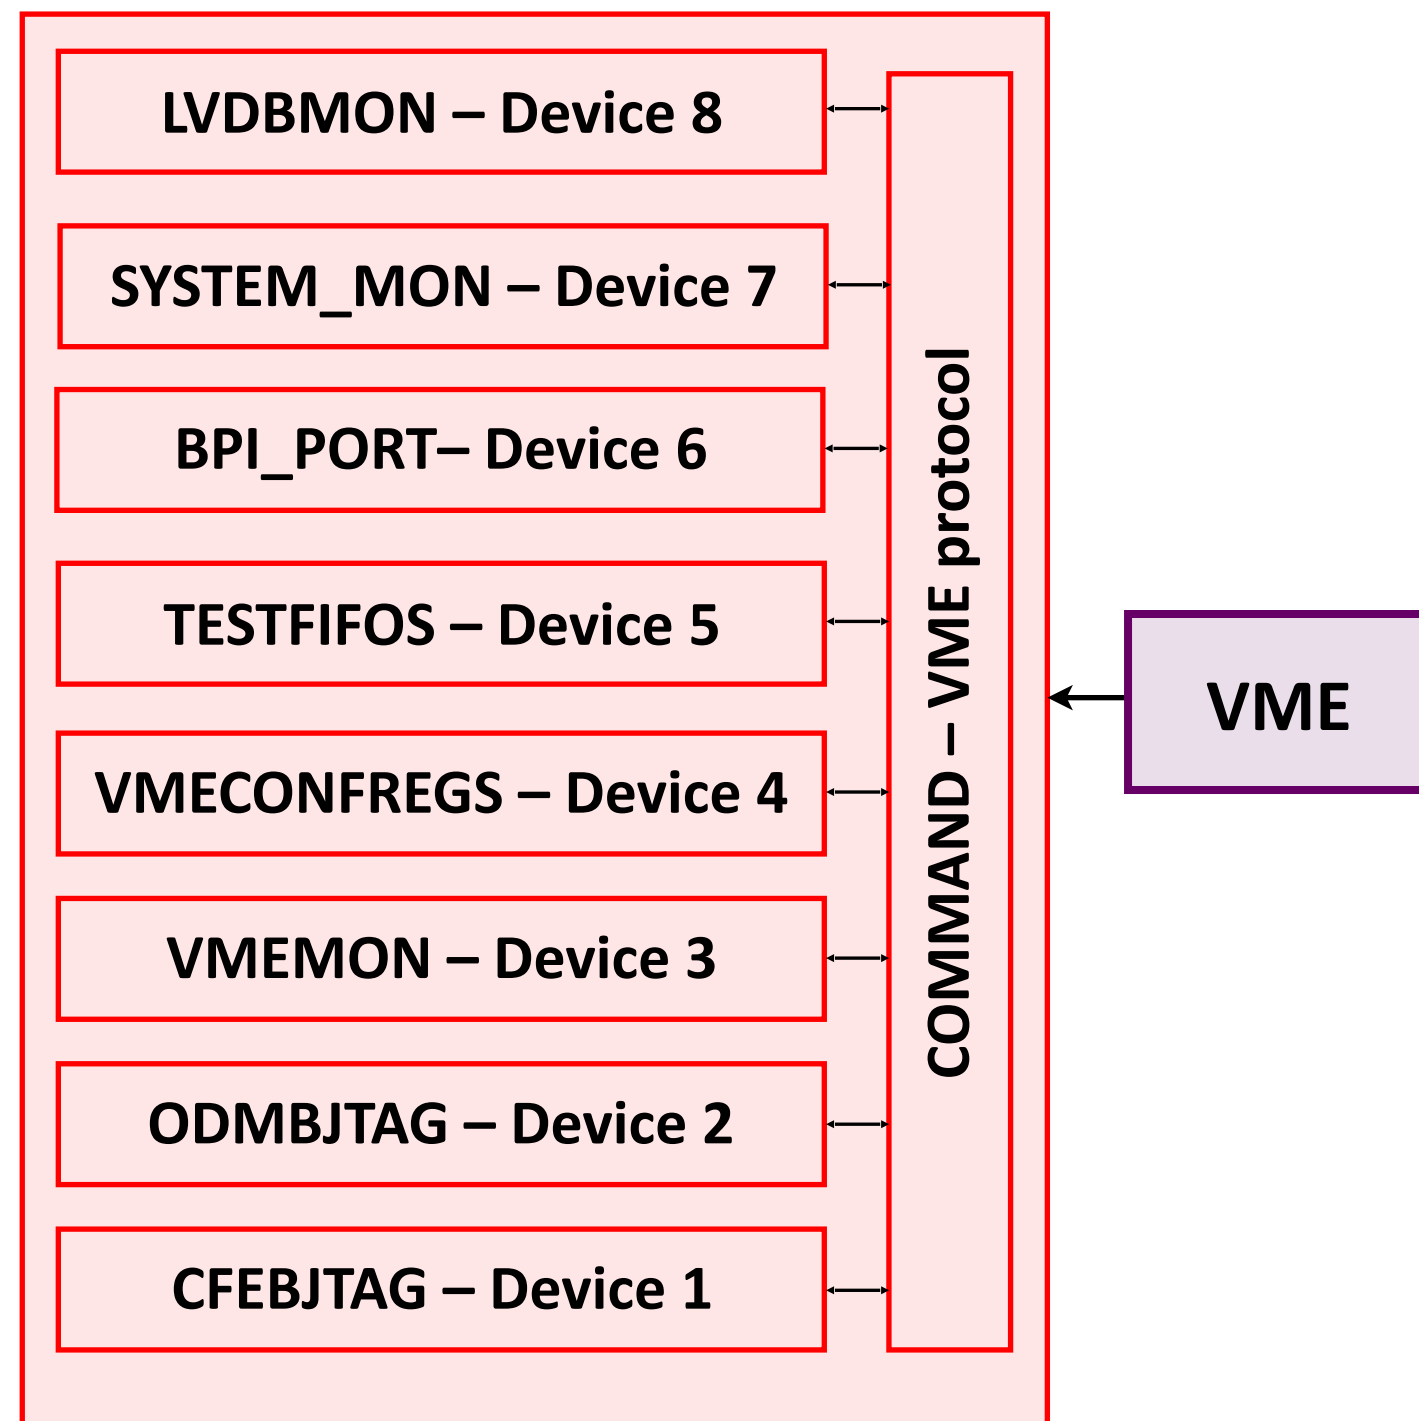 LVDBMON – Device 8
SYSTEM_MON – Device 7
BPI_PORT– Device 6
TESTFIFOS – Device 5
VMECONFREGS – Device 4
VMEMON – Device 3
ODMBJTAG – Device 2
CFEBJTAG – Device 1
COMMAND – VME protocol
VME